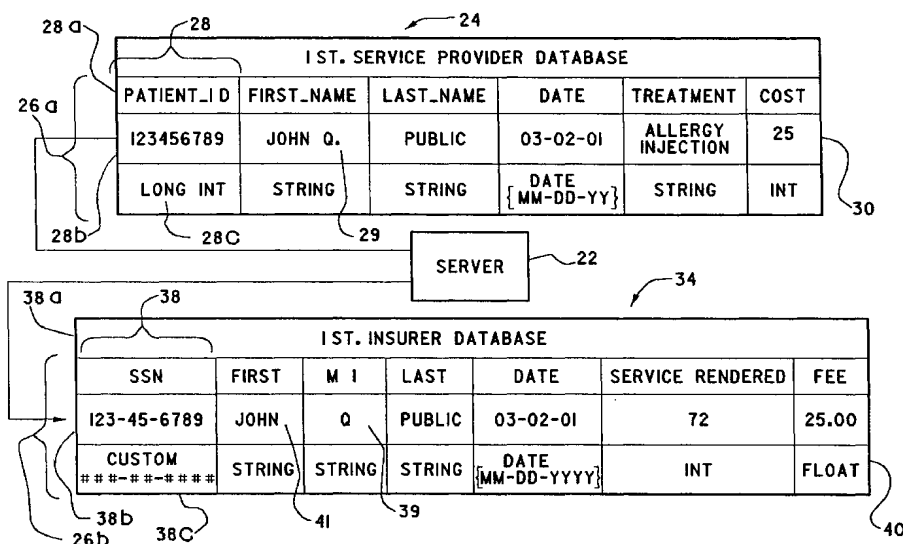 24
28a
28
1 ST. SERVICE PROVIDER DATABASE
26a
PATIENT_ID FIRST_NAME LAST_NAME DATE TREATMENT COST
123456789 JOHN Q. PUBLIC 03-02-01 ALLERGY INJECTION 25
LONG INT STRING STRING DATE {MM-DD-YY} STRING INT
30
28b
28c
29
SERVER
22
34
38a
38
1 ST. INSURER DATABASE
SSN FIRST M I LAST DATE SERVICE RENDERED FEE
123-45-6789 JOHN Q PUBLIC 03-02-01 72 25.00
CUSTOM ###-##-#### STRING STRING STRING DATE {MM-DD-YYYY} INT FLOAT
38b
38c
41
39
40
26b